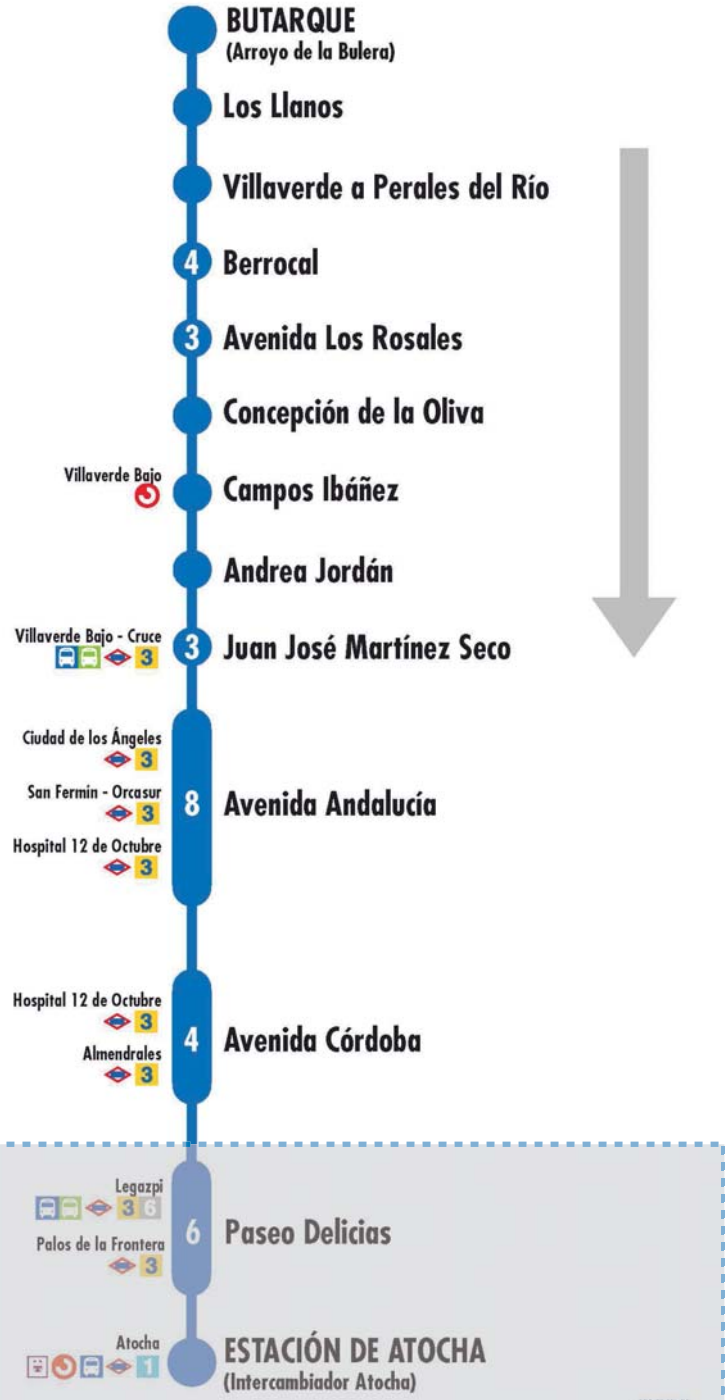 BUTARQUE
(Arroyo de la Bulera)
Los Llanos
Villaverde a Perales del Río
4 Berrocal
3 Avenida Los Rosales
Concepción de la Oliva
Villaverde Bajo
Campos Ibáñez
Andrea Jordán
Villaverde Bajo - Cruce
3
3 Juan José Martínez Seco
Ciudad de los Ángeles
3
San Fermín - Orcasur
3
Hospital 12 de Octubre
3
8 Avenida Andalucía
Hospital 12 de Octubre
3
Almendrales
3
4 Avenida Córdoba
Legazpi
3 6
Palos de la Frontera
3
6 Paseo Delicias
Atocha
1
ESTACIÓN DE ATOCHA
(Intercambiador Atocha)